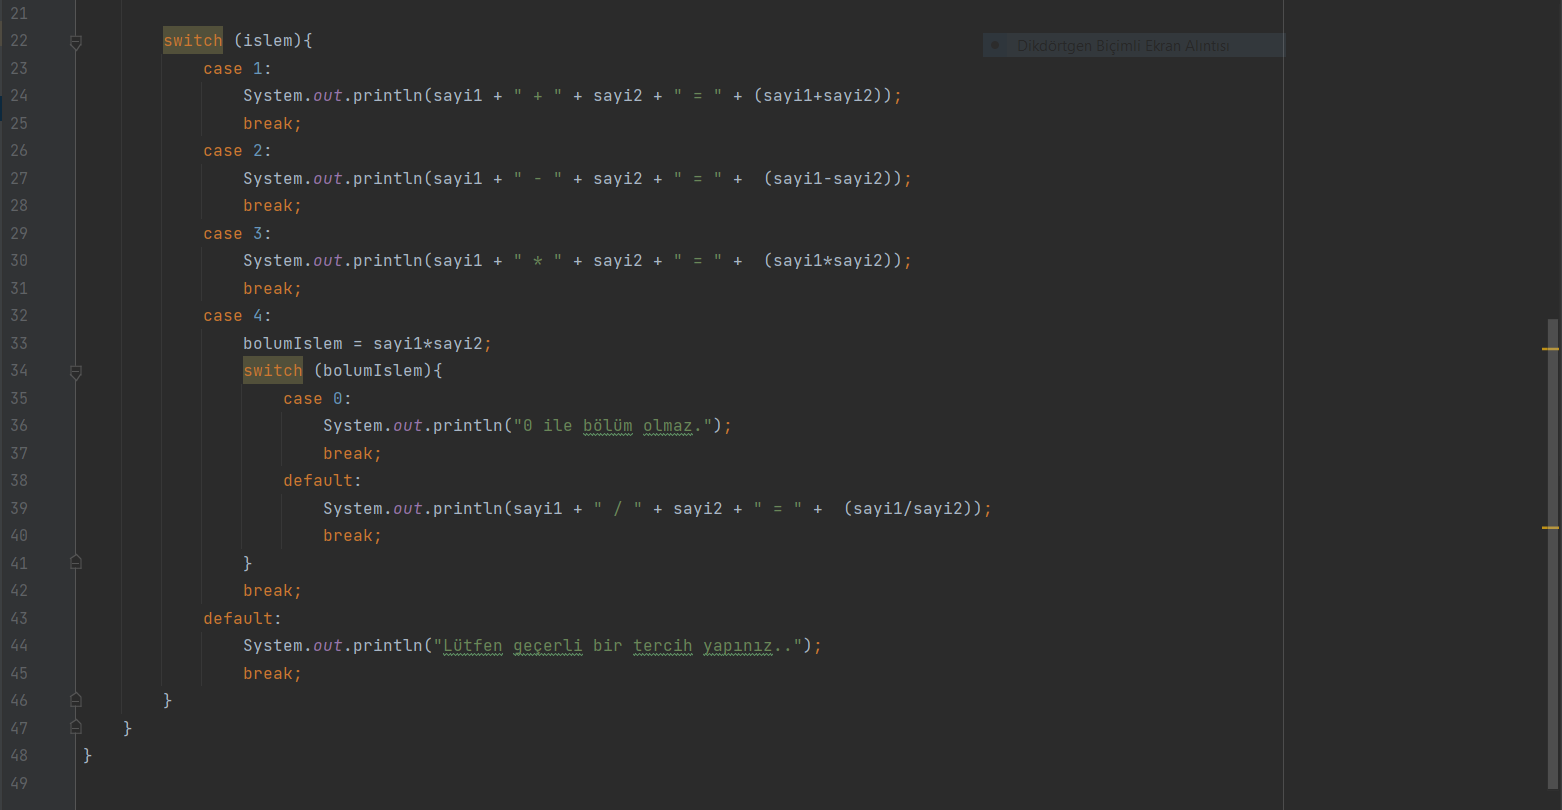 21
22 switch (islem){
Dikdörtgen Biçimli Ekran Alıntısı
23 case 1:
24 System.out.println(sayi1 + " + " + sayi2 + " = " + (sayi1+sayi2));
25 break;
26 case 2:
27 System.out.println(sayi1 + " - " + sayi2 + " = " +  (sayi1-sayi2));
28 break;
29 case 3:
30 System.out.println(sayi1 + " * " + sayi2 + " = " +  (sayi1*sayi2));
31 break;
32 case 4:
33 bolumIslem = sayi1*sayi2;
34 switch (bolumIslem){
35 case 0:
36 System.out.println("0 ile bölüm olmaz.");
37 break;
38 default:
39 System.out.println(sayi1 + " / " + sayi2 + " = " +  (sayi1/sayi2));
40 break;
41 }
42 break;
43 default:
44 System.out.println("Lütfen geçerli bir tercih yapınız..");
45 break;
46 }
47 }
48 }
49